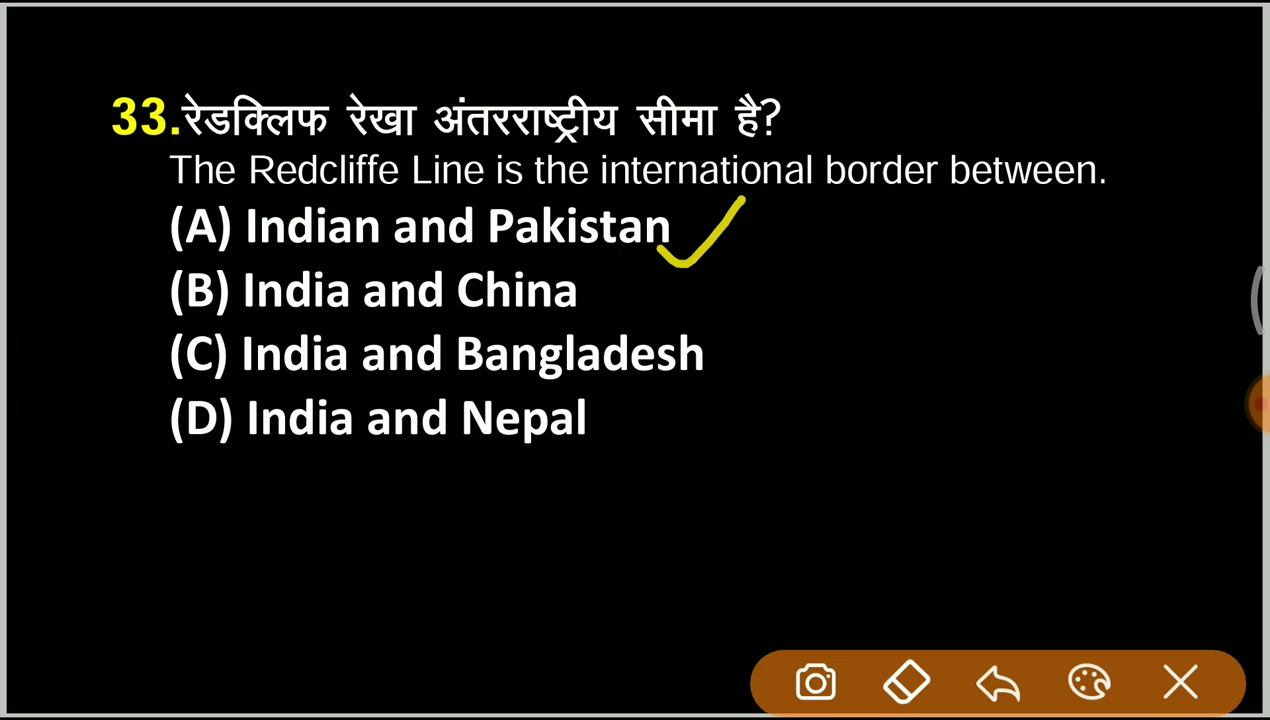 33.रेडक्लिफ रेखा अंतरराष्ट्रीय सीमा है?
The Redcliffe Line is the international border between.
(A) Indian and Pakistan
(B) India and China
(C) India and Bangladesh
(D) India and Nepal